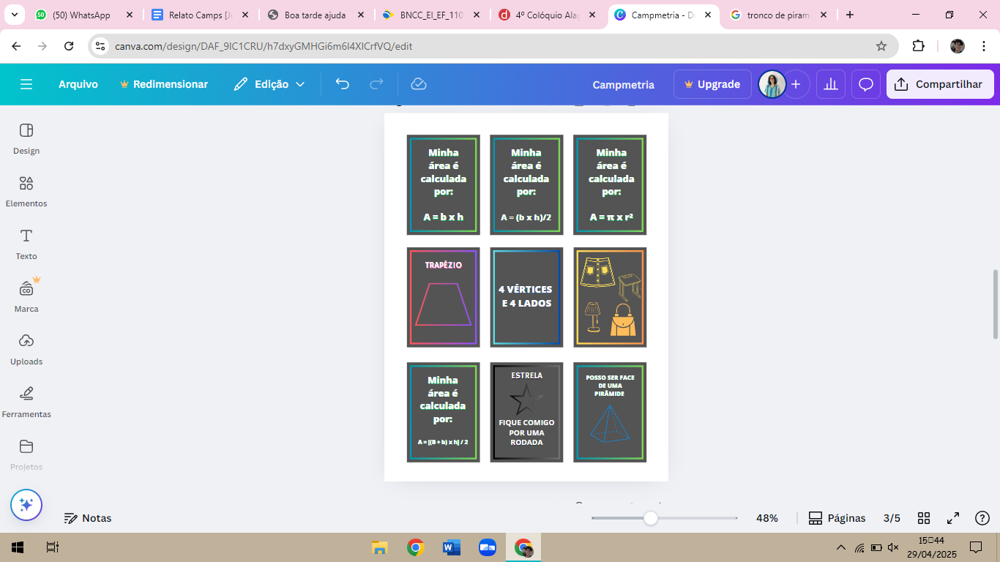 (50) WhatsApp
Relato Camps [J
Boa tarde ajuda
BNCC_EI_EF_110
4º Colóquio Alag
Campmetria - D
tronco de piram
canva.com/design/DAF_9IC1CRU/h7dxyGMHGi6m6l4XICrfVQ/edit
Arquivo
Redimensionar
Edição
Campmetria
Upgrade
Compartilhar
Design
Elementos
Texto
Marca
Uploads
Ferramentas
Projetos
Minha
área é
calculada
por:
A = b x h
Minha
área é
calculada
por:
A = (b x h)/2
Minha
área é
calculada
por:
A = π x r²
TRAPÉZIO
4 VÉRTICES
E 4 LADOS
Minha
área é
calculada
por:
A = [(B + b) x h] / 2
ESTRELA
FIQUE COMIGO
POR UMA
RODADA
POSSO SER FACE
DE UMA
PIRÂMIDE
Notas
48%
Páginas
3/5
15:44
29/04/2025